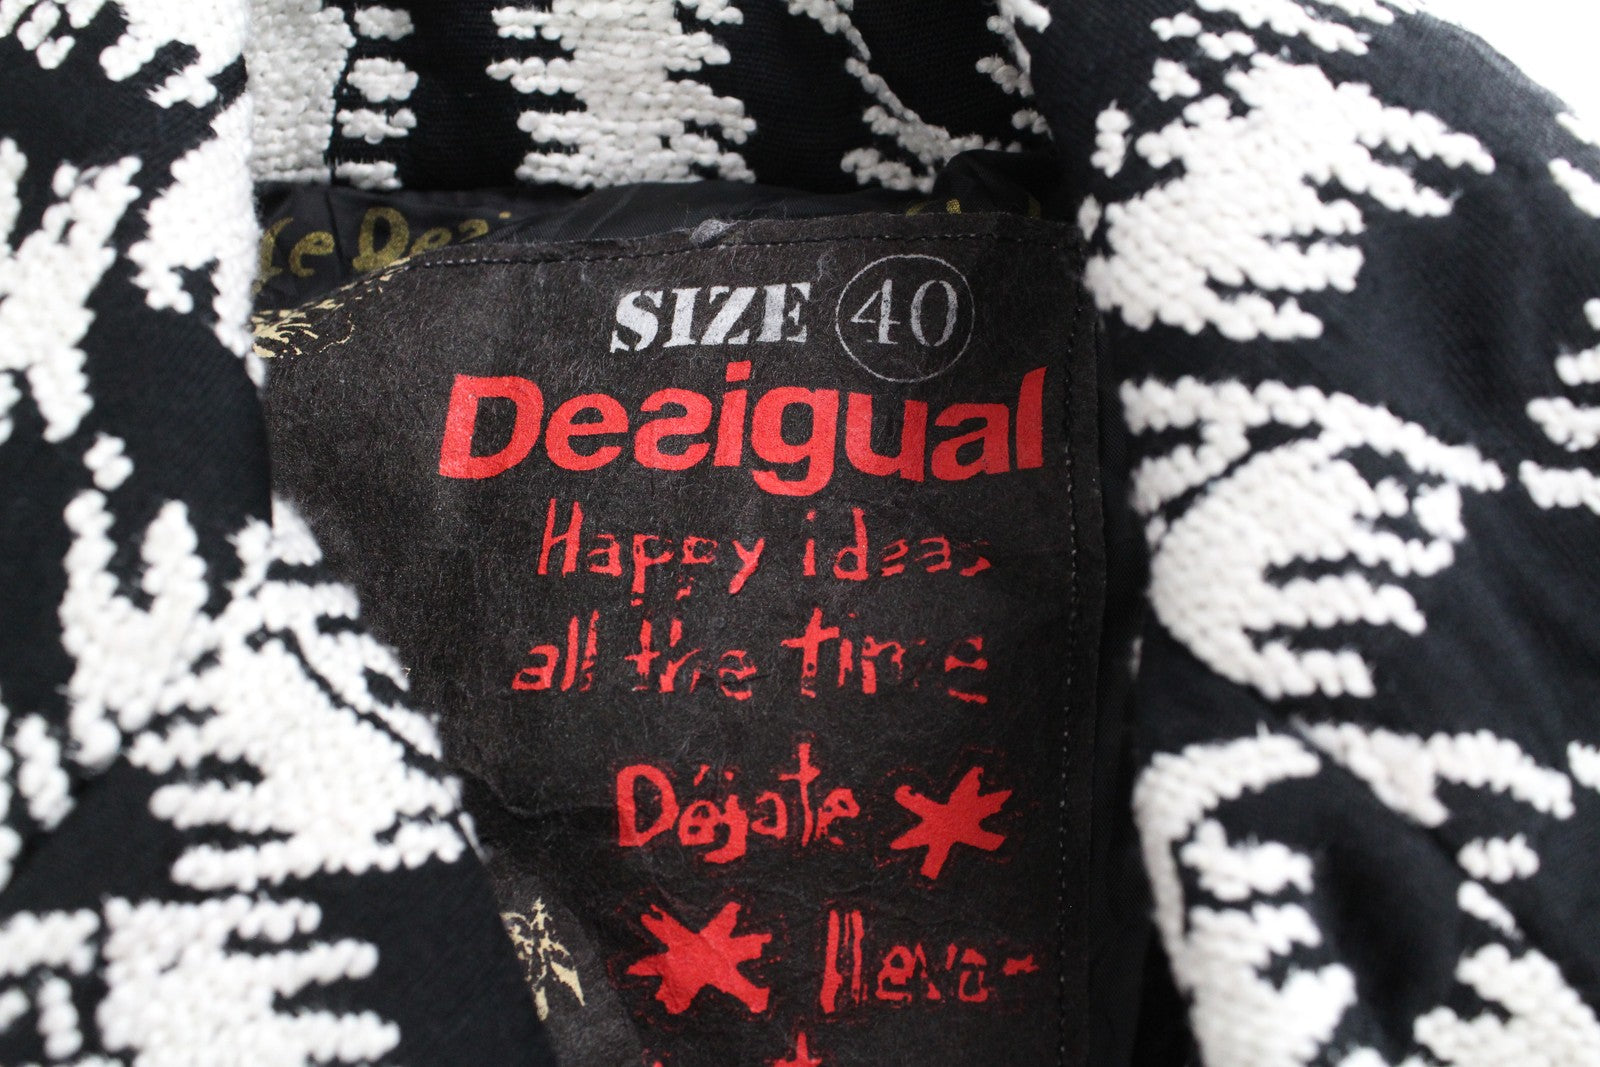 SIZE 40
Desigual
Happy ideas
all the time
Déjate
llevar